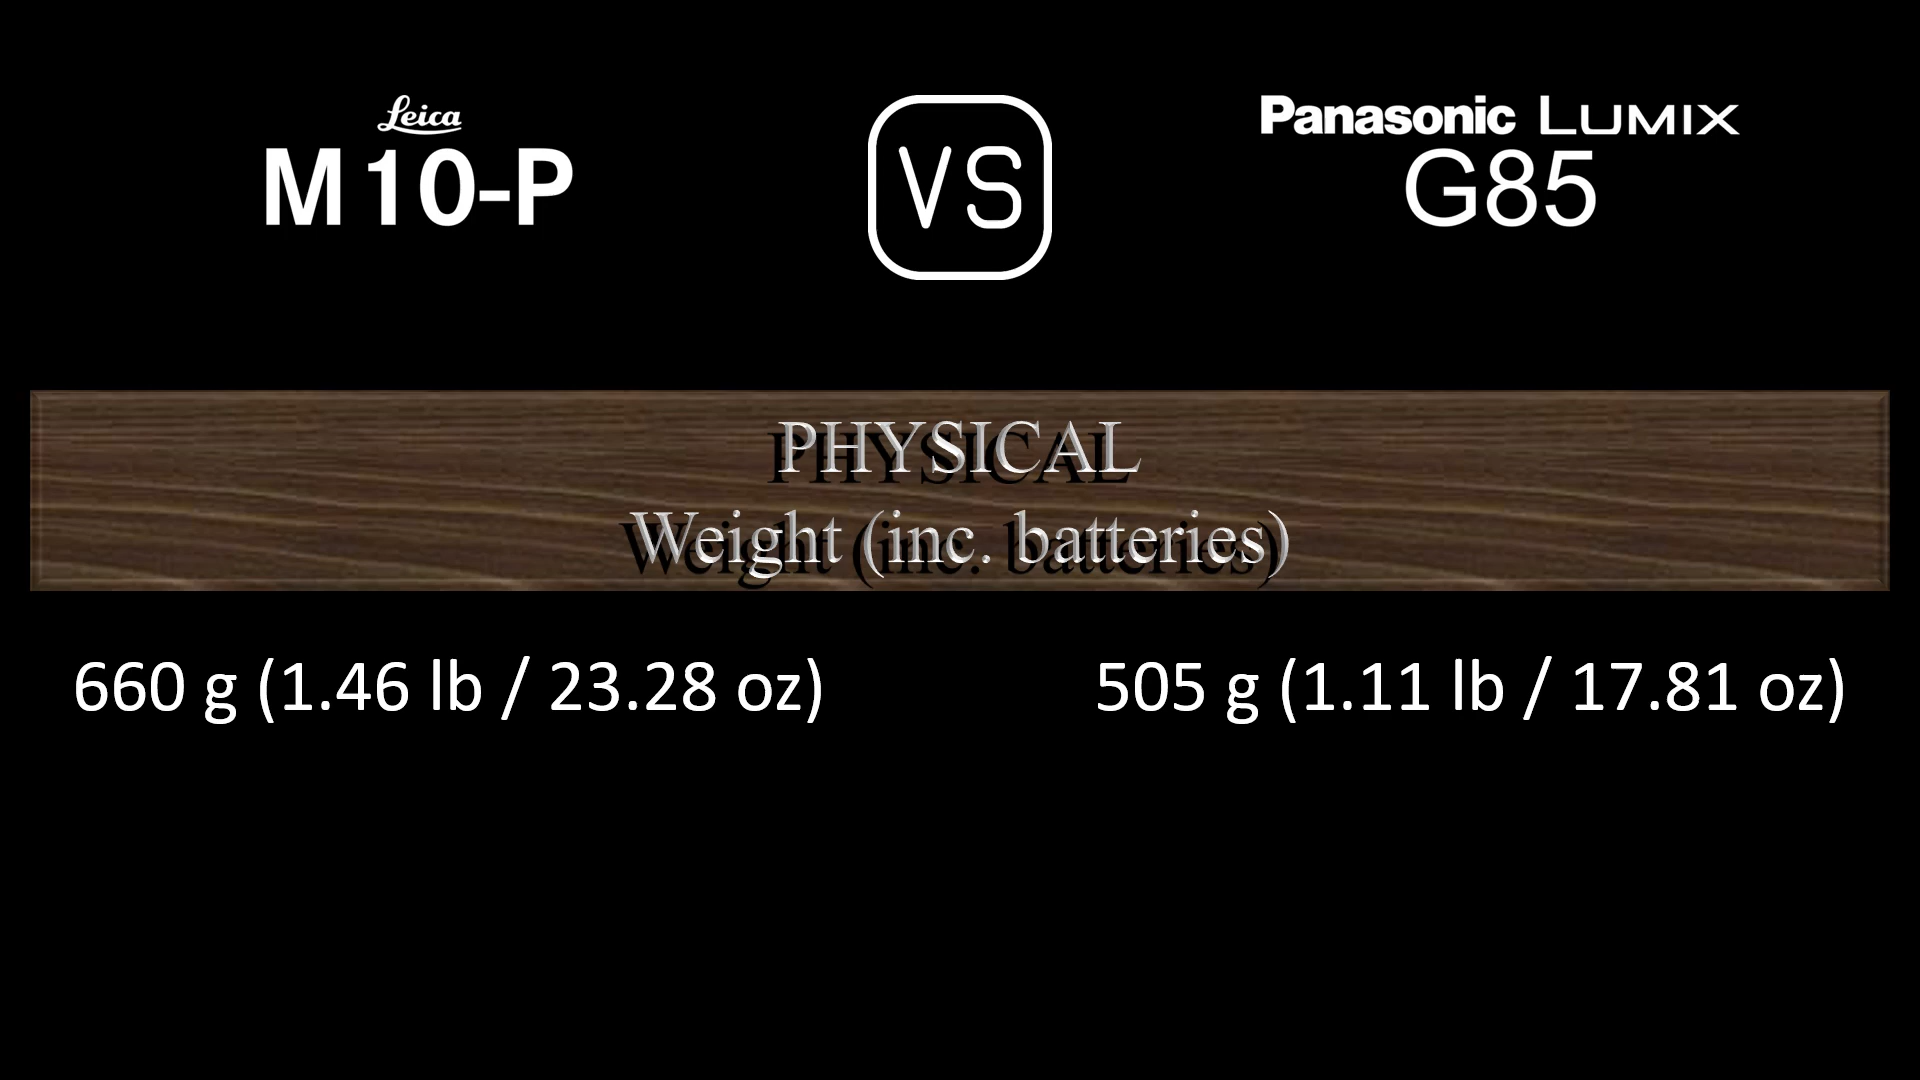 Leica
M10-P
VS
Panasonic LUMIX
G85
PHYSICAL
Weight (inc. batteries)
660 g (1.46 lb / 23.28 oz)
505 g (1.11 lb / 17.81 oz)